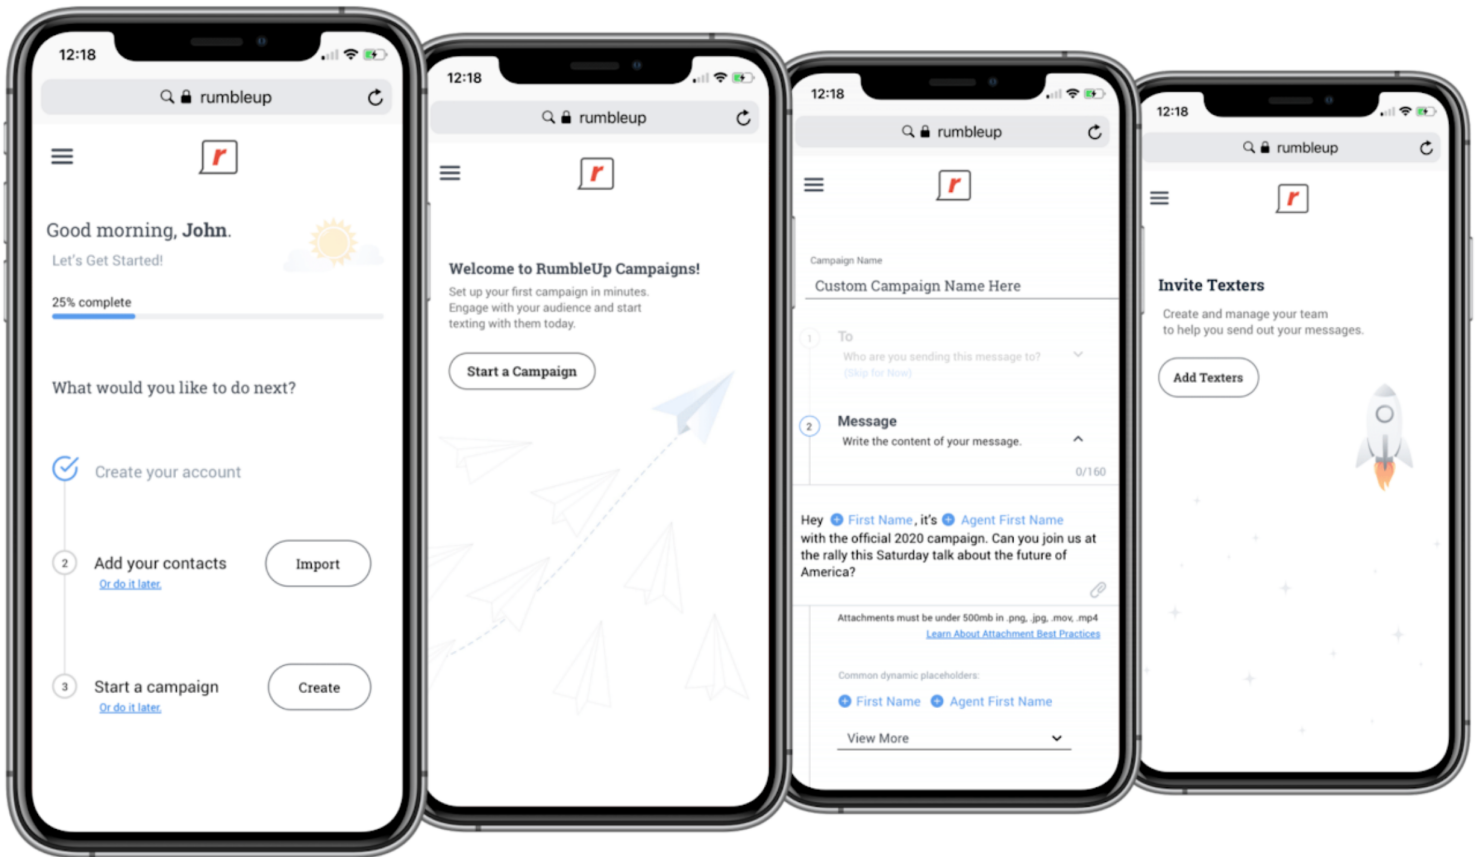 12:18
rumbleup
r
Good morning, John.
Let's Get Started!
25% complete
What would you like to do next?
Create your account
2
Add your contacts
Or do it later.
Import
3
Start a campaign
Or do it later.
Create
12:18
rumbleup
r
Welcome to RumbleUp Campaigns!
Set up your first campaign in minutes.
Engage with your audience and start
texting with them today.
Start a Campaign
12:18
rumbleup
r
Campaign Name
Custom Campaign Name Here
1
To
Who are you sending this message to?
(Skip for Now)
2
Message
Write the content of your message.
0/160
Hey First Name, it's Agent First Name
with the official 2020 campaign. Can you join us at
the rally this Saturday talk about the future of
America?
Attachments must be under 500mb in .png, .jpg, .mov, .mp4
Learn About Attachment Best Practices
Common dynamic placeholders:
First Name Agent First Name
View More
12:18
rumbleup
r
Invite Texters
Create and manage your team
to help you send out your messages.
Add Texters